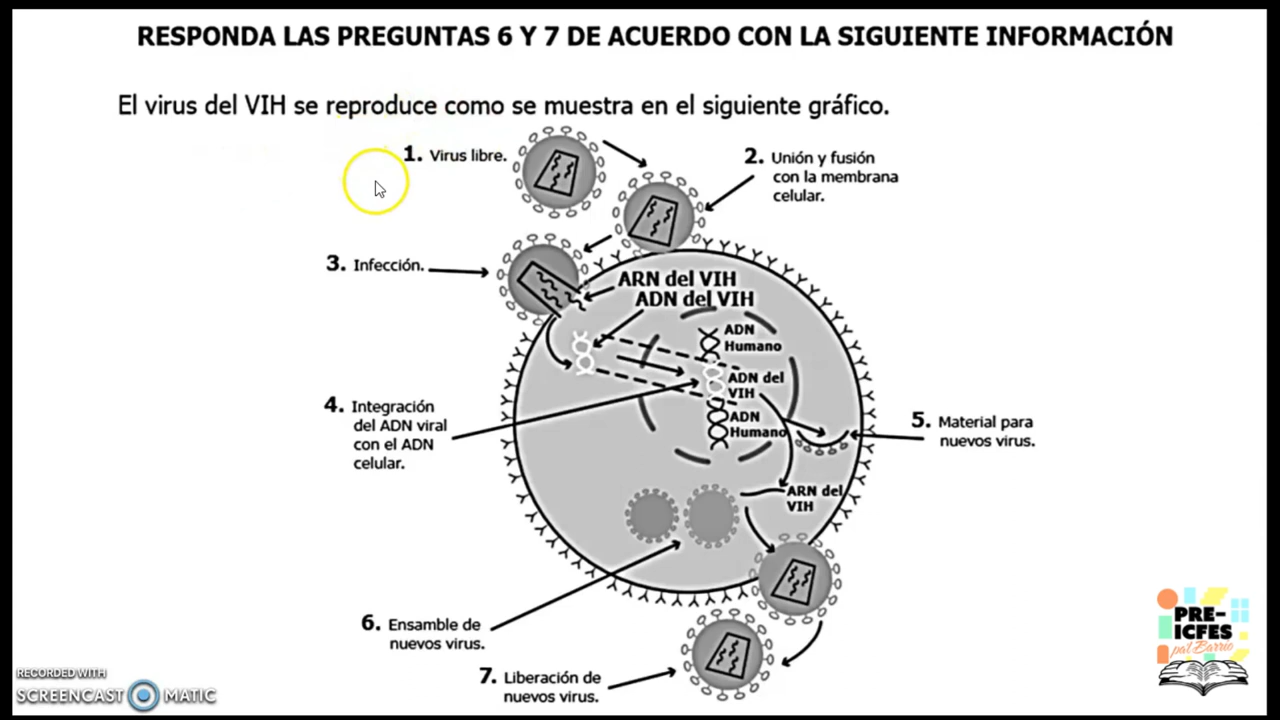 RESPONDA LAS PREGUNTAS 6 Y 7 DE ACUERDO CON LA SIGUIENTE INFORMACIÓN
El virus del VIH se reproduce como se muestra en el siguiente gráfico.
1. Virus libre.
2. Unión y fusión
con la membrana
celular.
3. Infección.
ARN del VIH
ADN del VIH
ADN
Humano
ADN del
VIH
ADN
Humano
4. Integración
del ADN viral
con el ADN
celular.
5. Material para
nuevos virus.
ARN del
VIH
6. Ensamble de
nuevos virus.
7. Liberación de
nuevos virus.
PRE-
ICFES
pal Barrio
RECORDED WITH
SCREENCAST MATIC